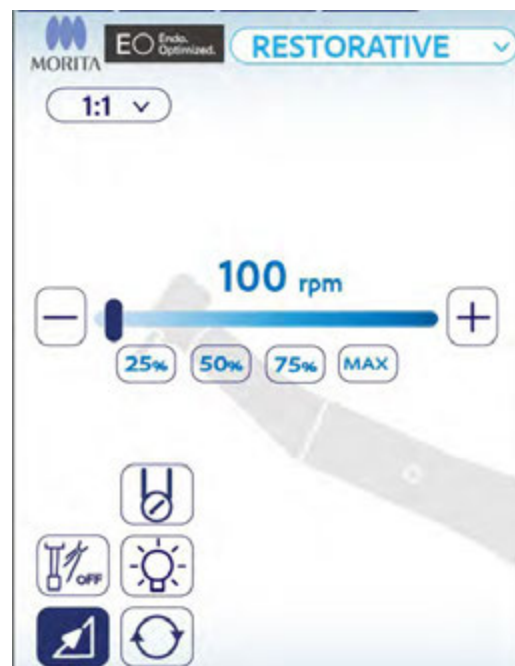 MORITA
EO Endo. Optimized.
RESTORATIVE
1:1
100 rpm
25% 50% 75% MAX
OFF